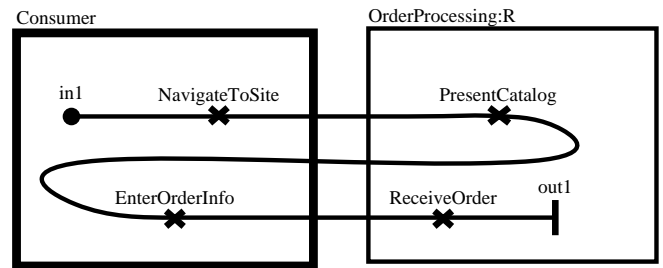 Consumer
OrderProcessing:R
in1
NavigateToSite
PresentCatalog
EnterOrderInfo
ReceiveOrder
out1